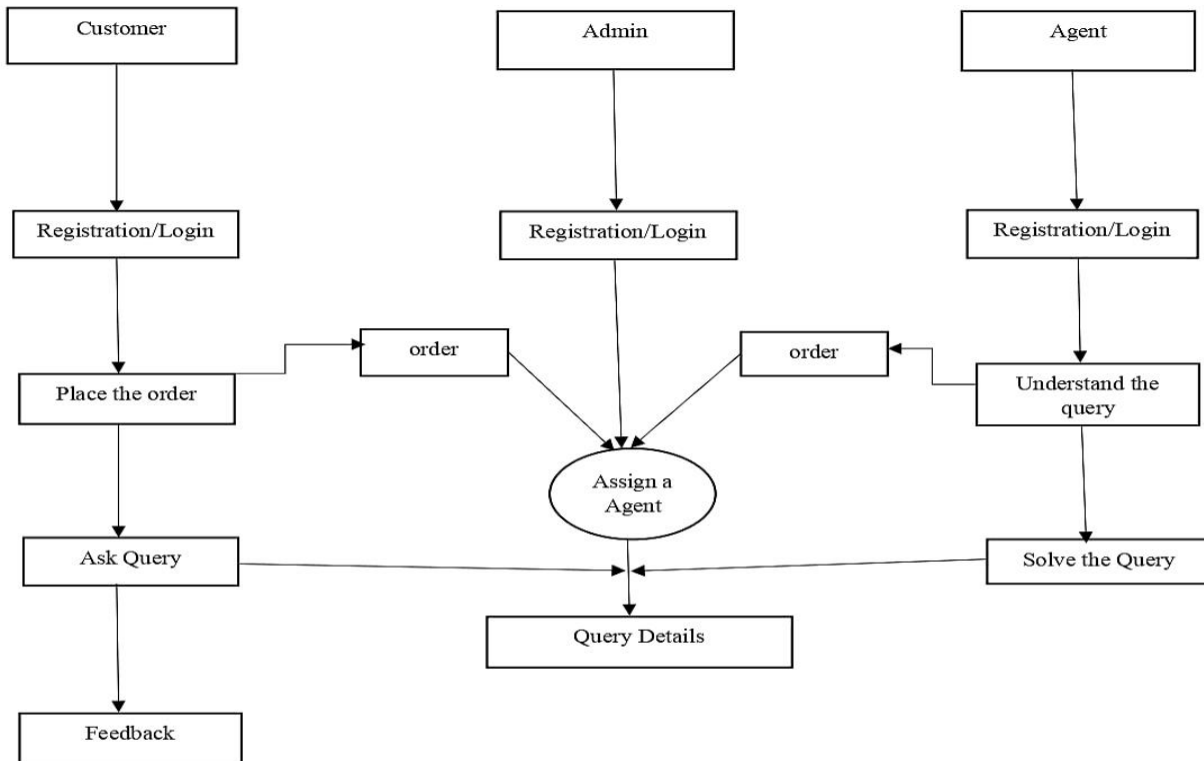 Customer
Admin
Agent
Registration/Login
Registration/Login
Registration/Login
order
order
Place the order
Understand the
query
Assign a
Agent
Ask Query
Solve the Query
Query Details
Feedback